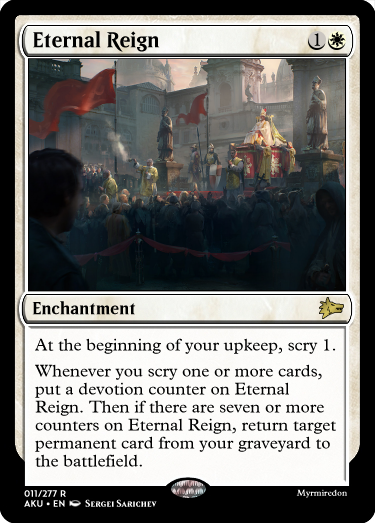 Eternal Reign
1
Enchantment
At the beginning of your upkeep, scry 1.
Whenever you scry one or more cards,
put a devotion counter on Eternal
Reign. Then if there are seven or more
counters on Eternal Reign, return target
permanent card from your graveyard to
the battlefield.
011/277 R
Myrmiredon
AKU • EN Sergei Sarichev